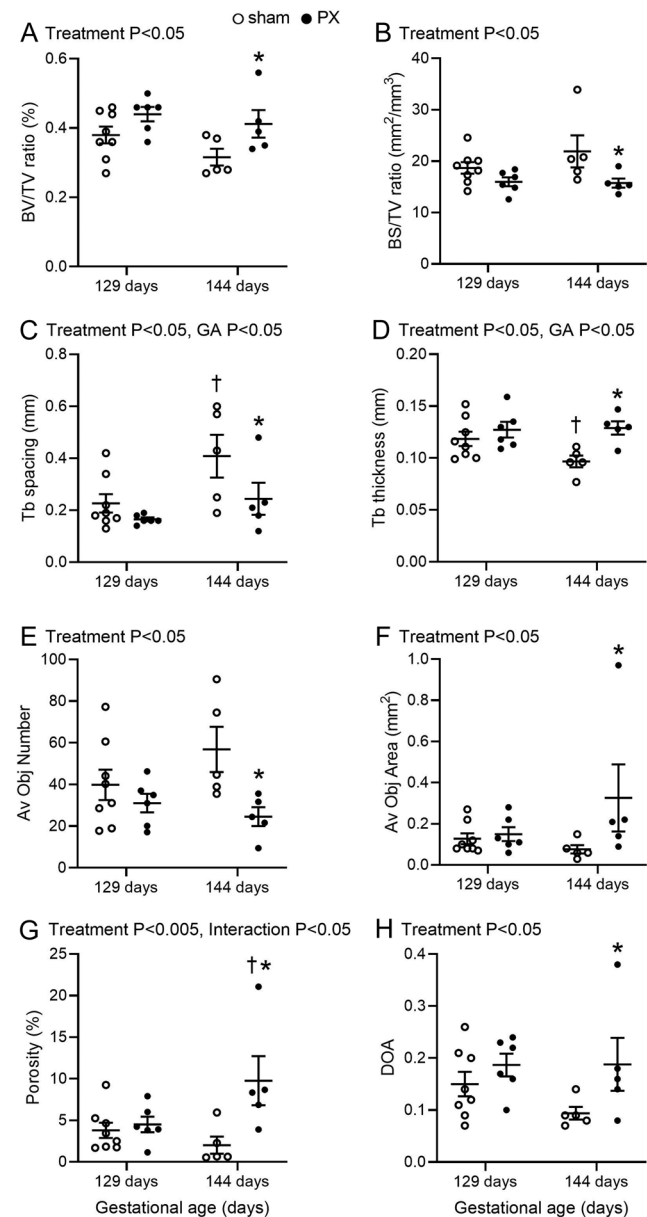 ○ sham ● PX
A Treatment P<0.05
BV/TV ratio (%)
0.6
0.4
0.2
0.0
129 days
144 days
*
B Treatment P<0.05
BS/TV ratio (mm²/mm³)
40
30
20
10
0
129 days
144 days
*
C Treatment P<0.05, GA P<0.05
Tb spacing (mm)
0.8
0.6
0.4
0.2
0.0
129 days
144 days
†
*
D Treatment P<0.05, GA P<0.05
Tb thickness (mm)
0.20
0.15
0.10
0.05
0.00
129 days
144 days
†
*
E Treatment P<0.05
Av Obj Number
100
80
60
40
20
0
129 days
144 days
*
F Treatment P<0.05
Av Obj Area (mm²)
1.0
0.8
0.6
0.4
0.2
0.0
129 days
144 days
*
G Treatment P<0.005, Interaction P<0.05
Porosity (%)
25
20
15
10
5
0
129 days
144 days
†*
Gestational age (days)
H Treatment P<0.05
DOA
0.4
0.3
0.2
0.1
0.0
129 days
144 days
*
Gestational age (days)